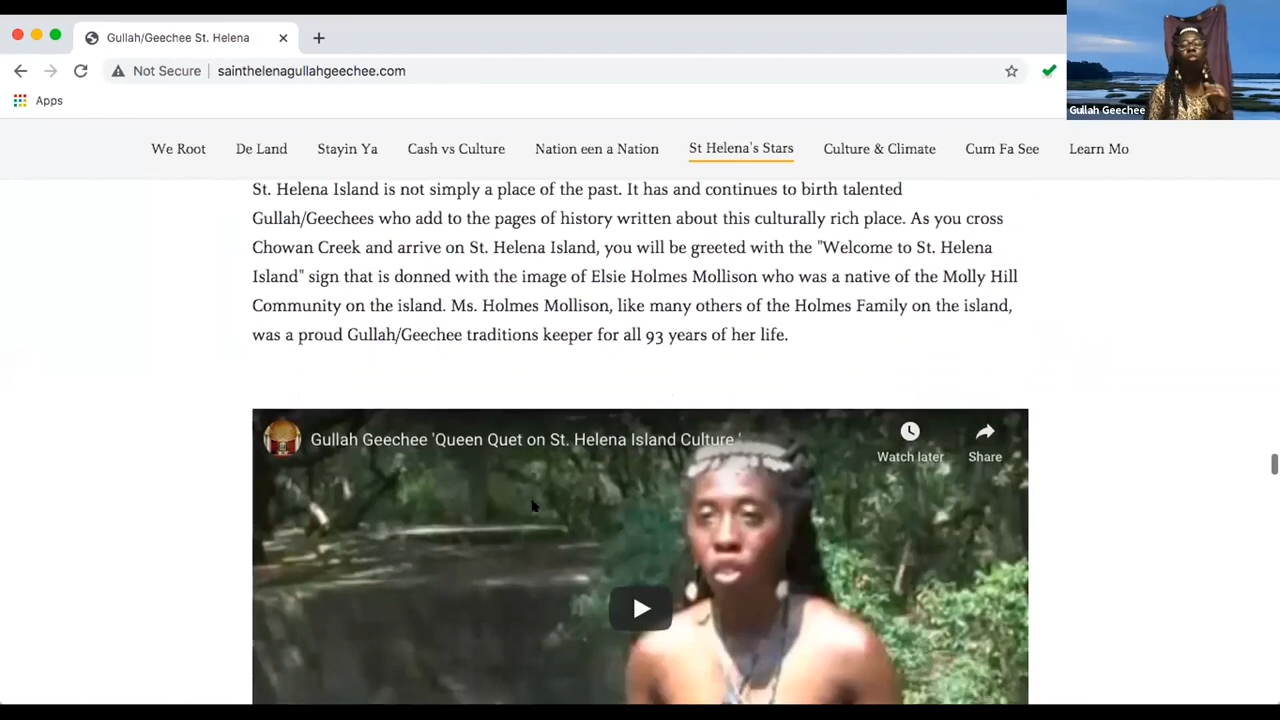 Gullah/Geechee St. Helena
Not Secure
sainthelenagullahgeechee.com
Apps
Gullah Geechee
We Root
De Land
Stayin Ya
Cash vs Culture
Nation een a Nation
St Helena's Stars
Culture & Climate
Cum Fa See
Learn Mo
St. Helena Island is not simply a place of the past. It has and continues to birth talented
Gullah/Geechees who add to the pages of history written about this culturally rich place. As you cross
Chowan Creek and arrive on St. Helena Island, you will be greeted with the "Welcome to St. Helena
Island" sign that is donned with the image of Elsie Holmes Mollison who was a native of the Molly Hill
Community on the island. Ms. Holmes Mollison, like many others of the Holmes Family on the island,
was a proud Gullah/Geechee traditions keeper for all 93 years of her life.
Gullah Geechee 'Queen Quet on St. Helena Island Culture '
Watch later
Share